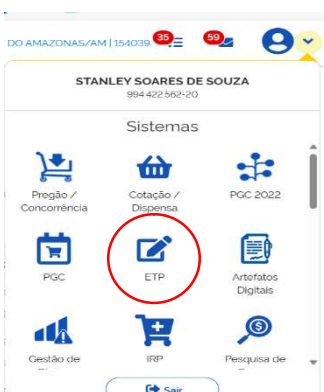 DO AMAZONAS/AM | 154039 35 59
STANLEY SOARES DE SOUZA
994.422.562-20
Sistemas
Pregão / Cotação / PGC 2022
Concorrência Dispensa
PGC ETP Artefatos
Digitais
Gestão de IRP Pesquisa de
Sair